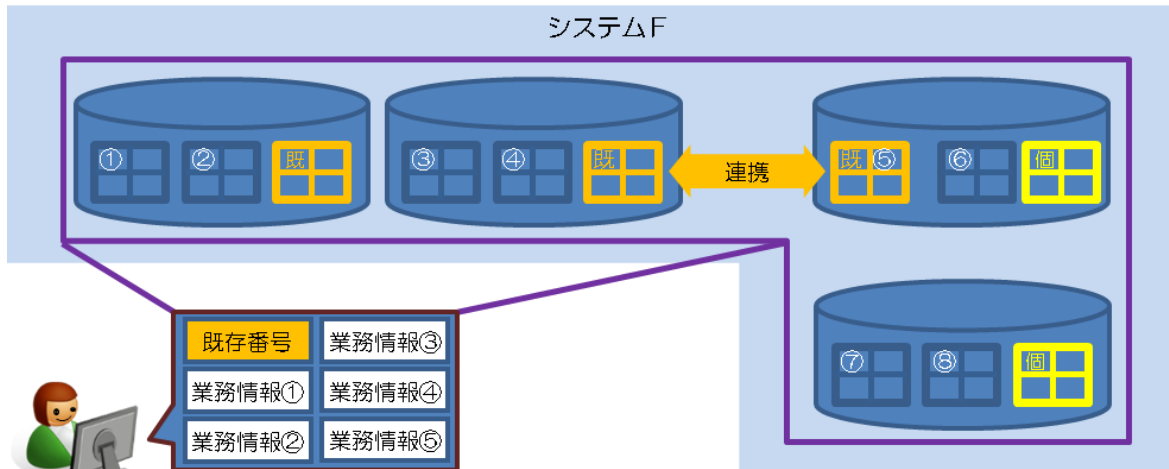 システムF
① ② 既
③ ④ 既
連携
既 ⑤ ⑥ 個
⑦ ⑧ 個
既存番号 業務情報③
業務情報① 業務情報④
業務情報② 業務情報⑤